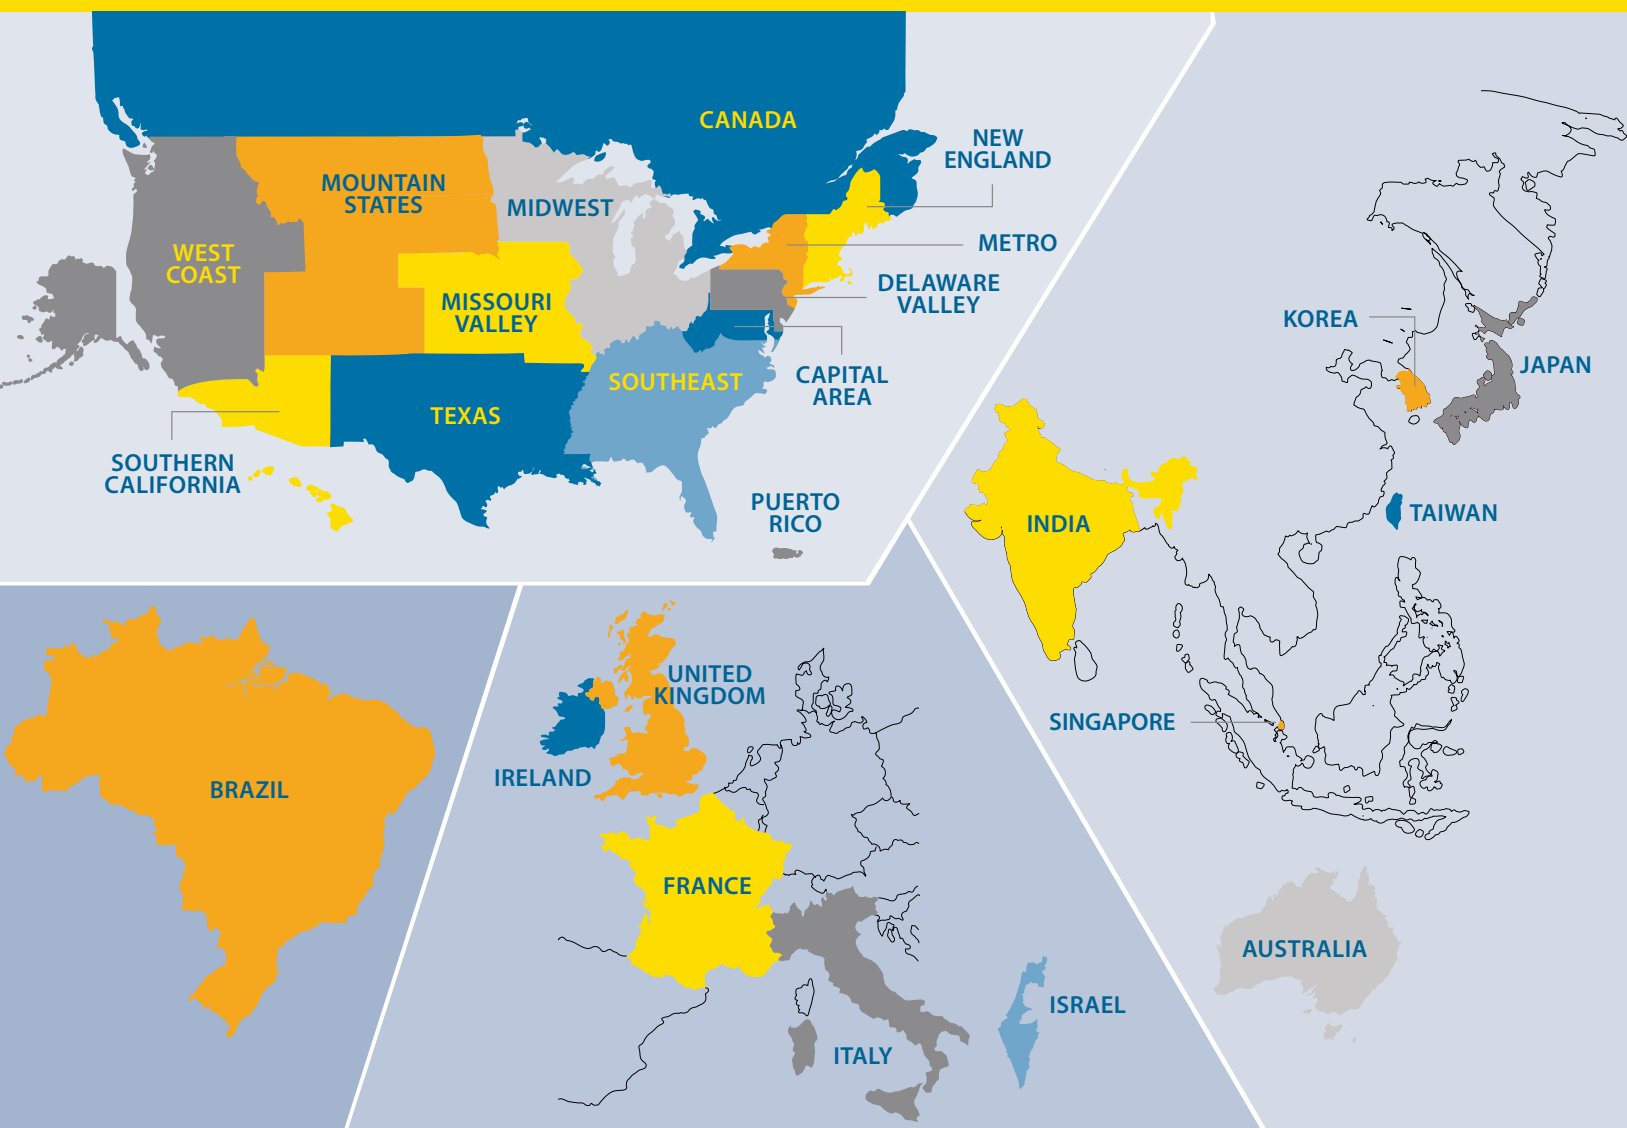 CANADA
NEW
ENGLAND
MOUNTAIN
STATES
MIDWEST
METRO
WEST
COAST
DELAWARE
VALLEY
MISSOURI
VALLEY
SOUTHEAST
CAPITAL
AREA
TEXAS
SOUTHERN
CALIFORNIA
PUERTO
RICO
KOREA
JAPAN
INDIA
TAIWAN
SINGAPORE
AUSTRALIA
BRAZIL
UNITED
KINGDOM
IRELAND
FRANCE
ISRAEL
ITALY